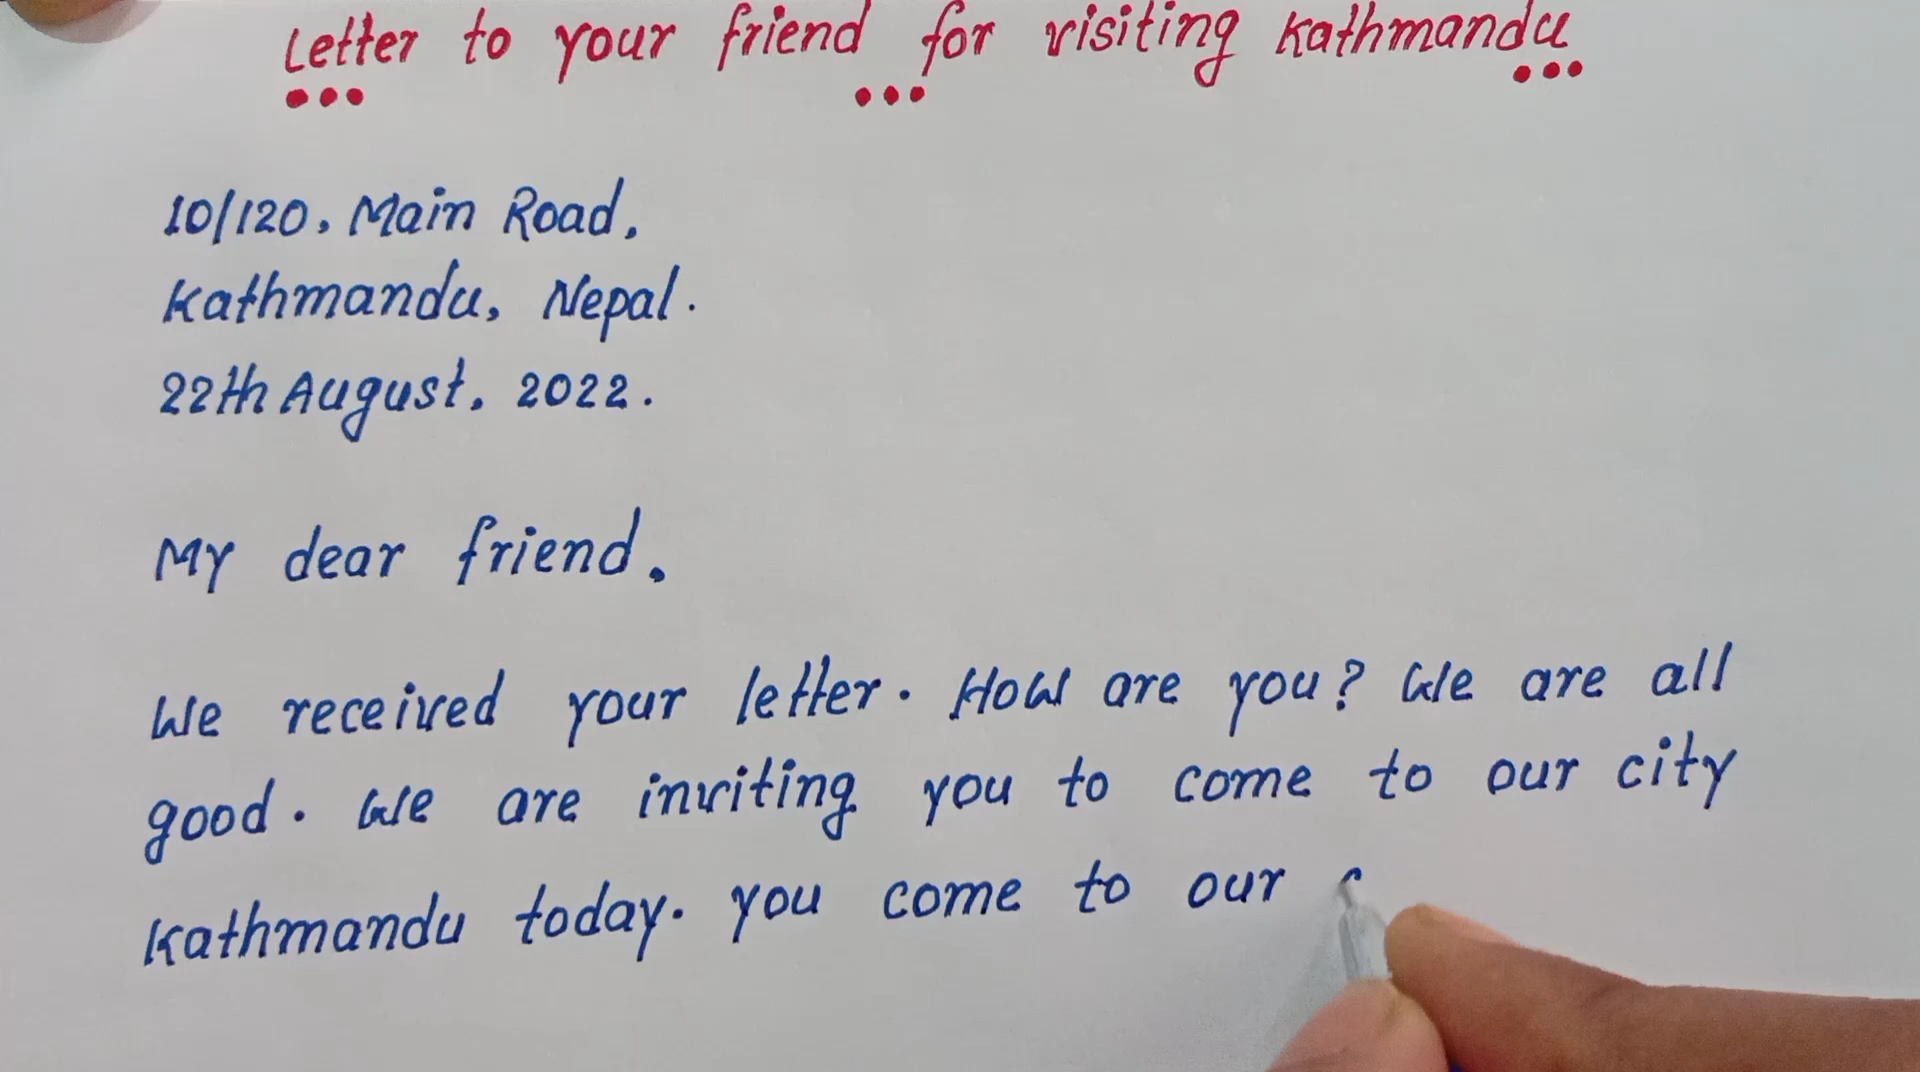 Letter to your friend for visiting Kathmandu
10/120, Main Road,
Kathmandu, Nepal.
22th August, 2022.
My dear friend,
We received your letter. How are you? We are all
good. We are inviting you to come to our city
Kathmandu today. You come to our